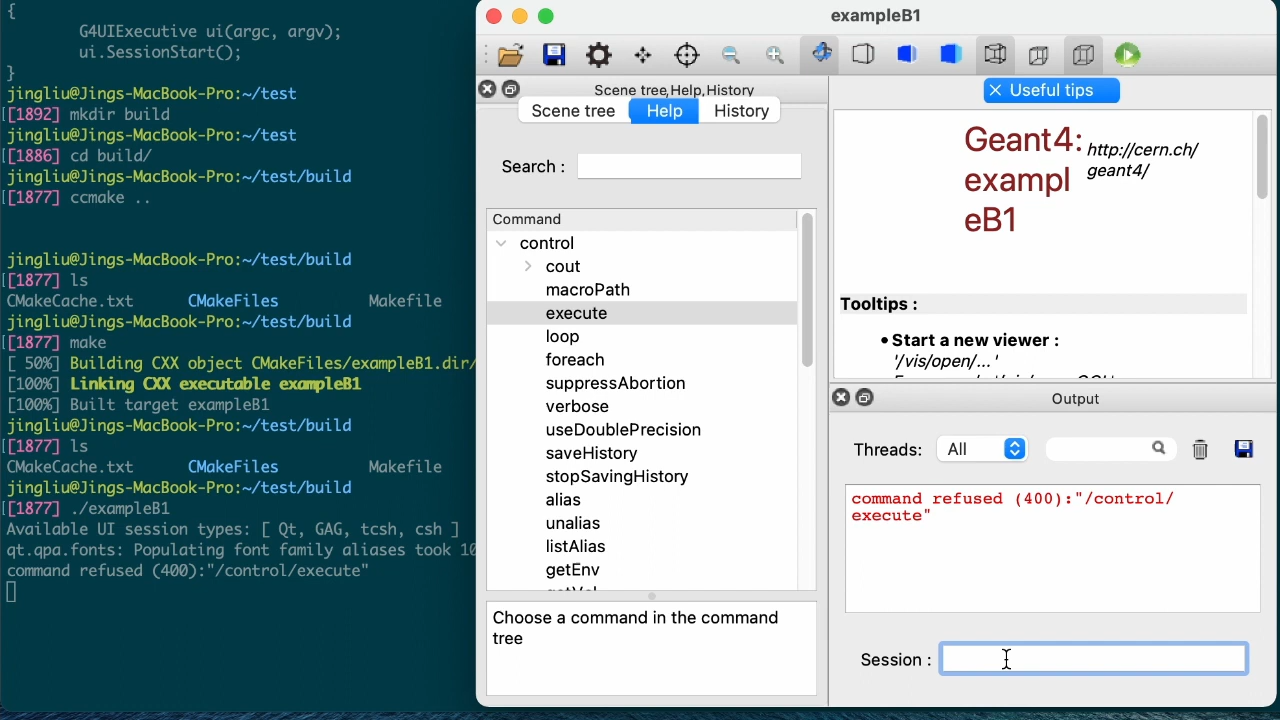 {
G4UIExecutive ui(argc, argv);
ui.SessionStart();
}
jingliu@Jings-MacBook-Pro:~/test
[[1892] mkdir build
jingliu@Jings-MacBook-Pro:~/test
[[1886] cd build/
jingliu@Jings-MacBook-Pro:~/test/build
[[1877] ccmake ..
jingliu@Jings-MacBook-Pro:~/test/build
[[1877] ls
CMakeCache.txt CMakeFiles Makefile
jingliu@Jings-MacBook-Pro:~/test/build
[[1877] make
[ 50%] Building CXX object CMakeFiles/exampleB1.dir/
[100%] Linking CXX executable exampleB1
[100%] Built target exampleB1
jingliu@Jings-MacBook-Pro:~/test/build
[[1877] ls
CMakeCache.txt CMakeFiles Makefile
jingliu@Jings-MacBook-Pro:~/test/build
[[1877] ./exampleB1
Available UI session types: [ Qt, GAG, tcsh, csh ]
qt.qpa.fonts: Populating font family aliases took 10
command refused (400):"/control/execute"
exampleB1
Scene tree,Help,History
Scene tree Help History
Search :
Command
control
cout
macroPath
execute
loop
foreach
suppressAbortion
verbose
useDoublePrecision
saveHistory
stopSavingHistory
alias
unalias
listAlias
getEnv
Choose a command in the command
tree
Useful tips
Geant4: http://cern.ch/
exampl geant4/
eB1
Tooltips :
• Start a new viewer :
'/vis/open/...'
Output
Threads: All
command refused (400):"/control/
execute"
Session :